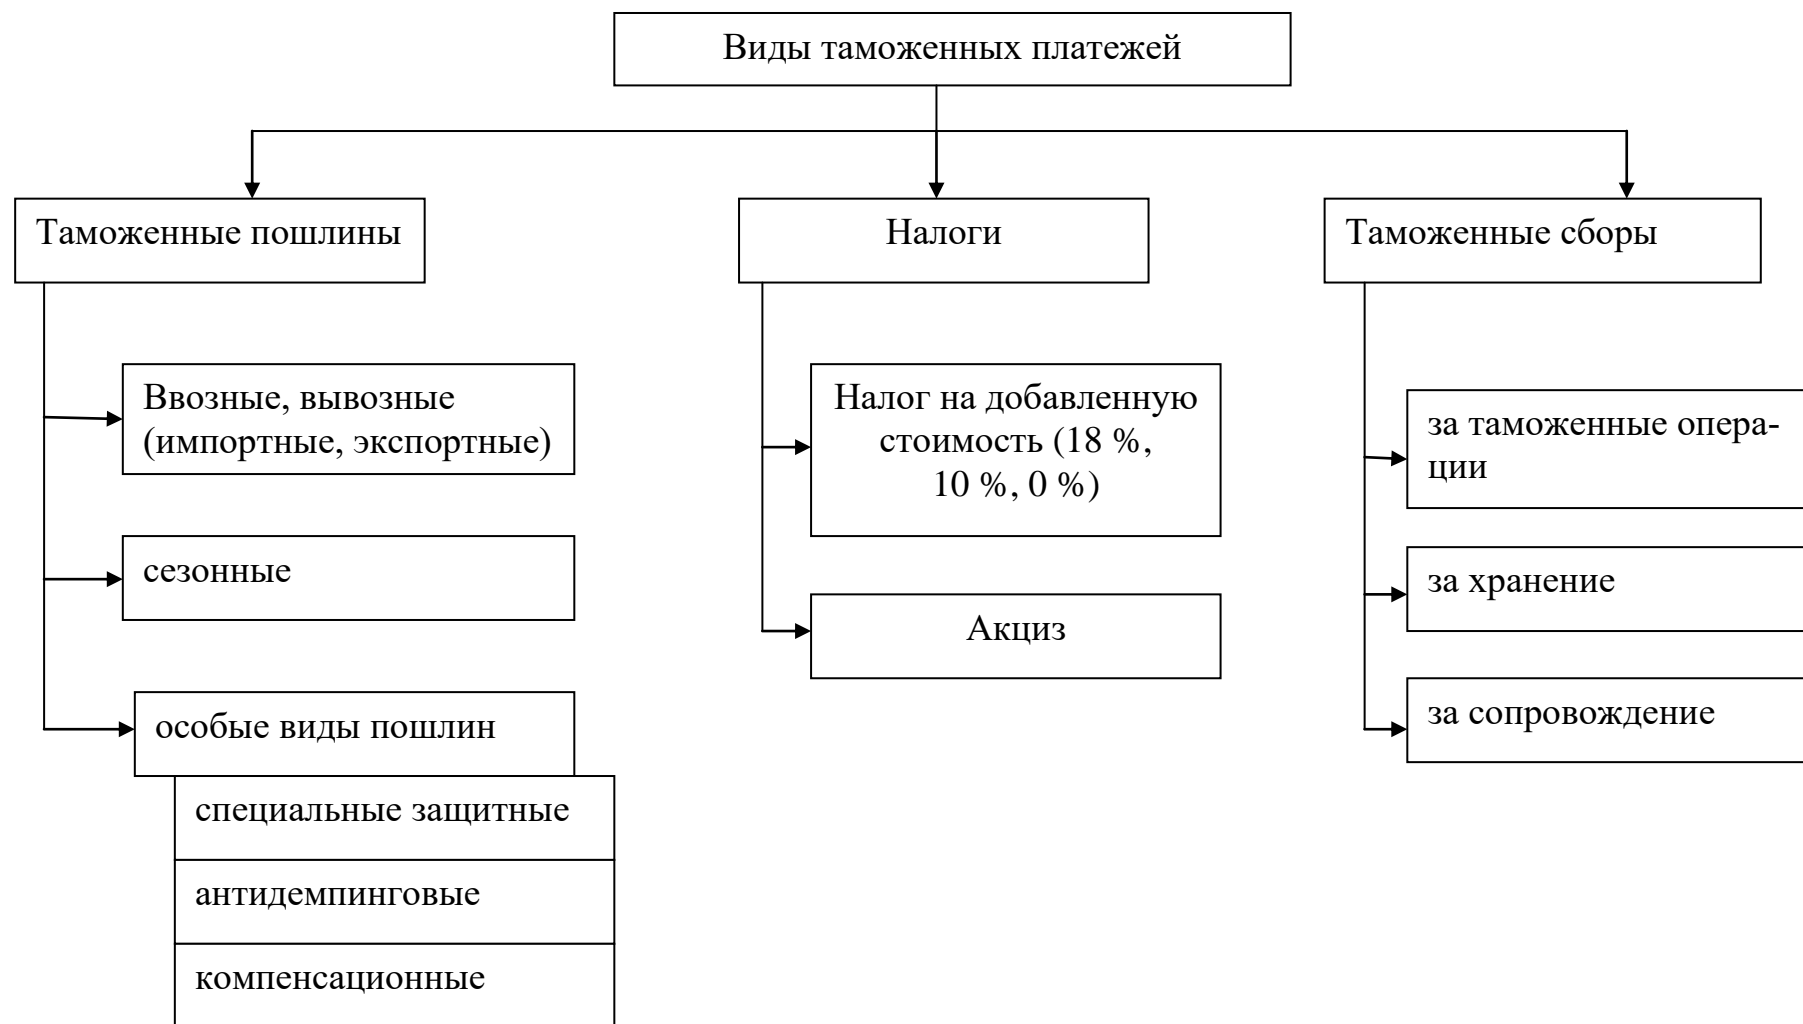 Виды таможенных платежей
Таможенные пошлины
Налоги
Таможенные сборы
Ввозные, вывозные
(импортные, экспортные)
сезонные
особые виды пошлин
специальные защитные
антидемпинговые
компенсационные
Налог на добавленную
стоимость (18 %,
10 %, 0 %)
Акциз
за таможенные опера-
ции
за хранение
за сопровождение